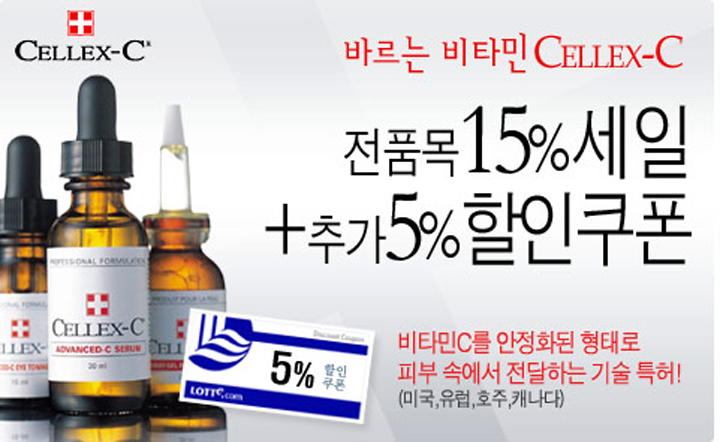 CELLEX-C
바르는 비타민 CELLEX-C
전품목 15% 세일
+추가 5% 할인쿠폰
PROFESSIONAL FORMULATION
CELLEX-C
ADVANCED-C SERUM
30 ml
Discount Coupon
5% 할인
쿠폰
LOTTE.com
비타민C를 안정화된 형태로
피부 속에서 전달하는 기술 특허!
(미국,유럽,호주,캐나다)